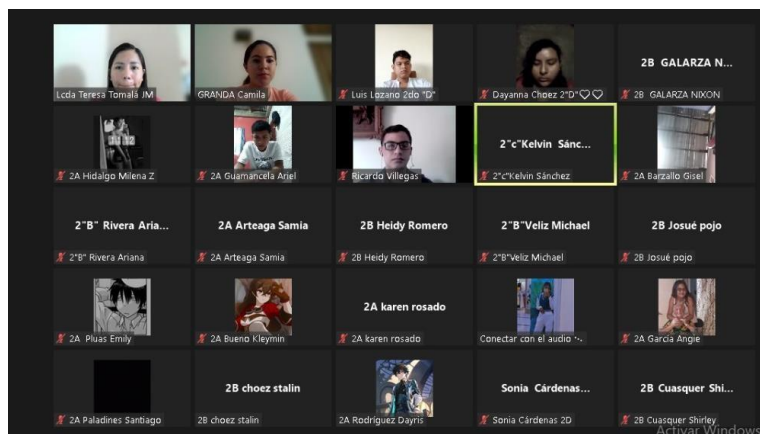 Lcda Teresa Tomalá JM
GRANDA Camila
Luis Lozano 2do "D"
Dayanna Choez 2"D"♡♡
2B GALARZA N...
2B GALARZA NIXON
2A Hidalgo Milena Z
2A Guamancela Ariel
Ricardo Villegas
2"c"Kelvin Sánc...
2"c"Kelvin Sánchez
2A Barzallo Gisel
2"B" Rivera Aria...
2"B" Rivera Ariana
2A Arteaga Samia
2A Arteaga Samia
2B Heidy Romero
2B Heidy Romero
2"B"Veliz Michael
2"B"Veliz Michael
2B Josué pojo
2B Josué pojo
2A Pluas Emily
2A Bueno Kleymin
2A karen rosado
2A karen rosado
Conectar con el audio ·.
2A García Angie
2A Paladines Santiago
2B choez stalin
2B choez stalin
2A Rodríguez Dayris
Sonia Cárdenas...
Sonia Cárdenas 2D
2B Cuasquer Shi...
2B Cuasquer Shirley
Activar Windows